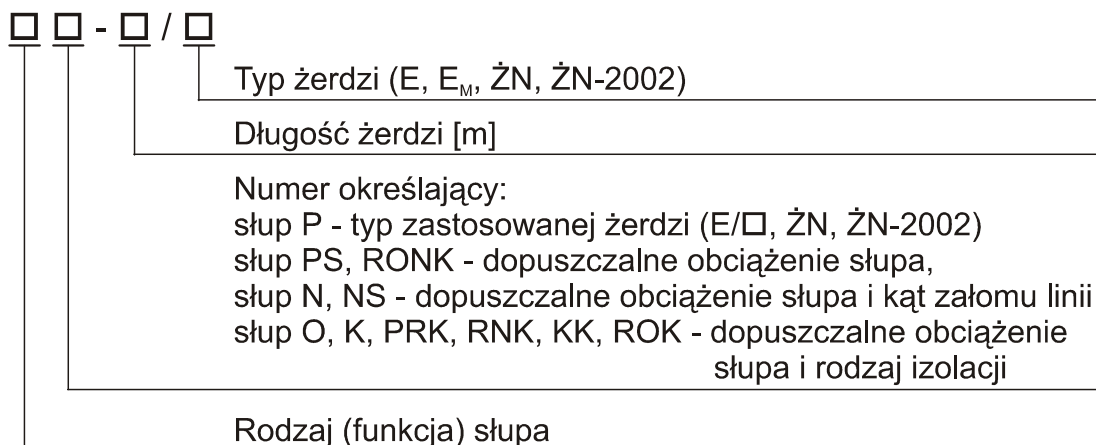 □ □ - □ / □
Typ żerdzi (E, E_M, ŻN, ŻN-2002)
Długość żerdzi [m]
Numer określający:
słup P - typ zastosowanej żerdzi (E/□, ŻN, ŻN-2002)
słup PS, RONK - dopuszczalne obciążenie słupa,
słup N, NS - dopuszczalne obciążenie słupa i kąt załomu linii
słup O, K, PRK, RNK, KK, ROK - dopuszczalne obciążenie
słupa i rodzaj izolacji
Rodzaj (funkcja) słupa